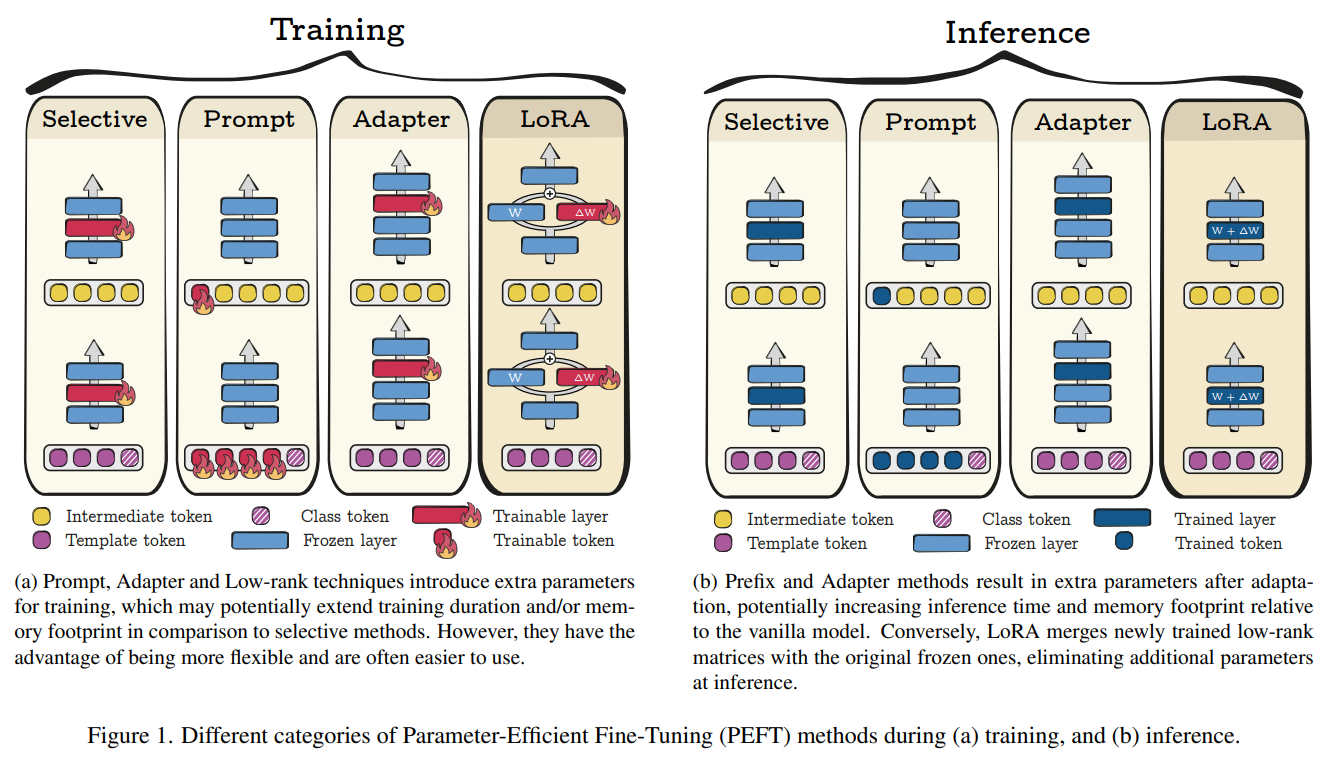 Training
Selective
Prompt
Adapter
LoRA
W
ΔW
W
ΔW
Intermediate token
Class token
Trainable layer
Template token
Frozen layer
Trainable token
(a) Prompt, Adapter and Low-rank techniques introduce extra parameters
for training, which may potentially extend training duration and/or mem-
ory footprint in comparison to selective methods. However, they have the
advantage of being more flexible and are often easier to use.
Inference
Selective
Prompt
Adapter
LoRA
W + ΔW
W + ΔW
Intermediate token
Class token
Trained layer
Template token
Frozen layer
Trained token
(b) Prefix and Adapter methods result in extra parameters after adapta-
tion, potentially increasing inference time and memory footprint relative
to the vanilla model. Conversely, LoRA merges newly trained low-rank
matrices with the original frozen ones, eliminating additional parameters
at inference.
Figure 1. Different categories of Parameter-Efficient Fine-Tuning (PEFT) methods during (a) training, and (b) inference.